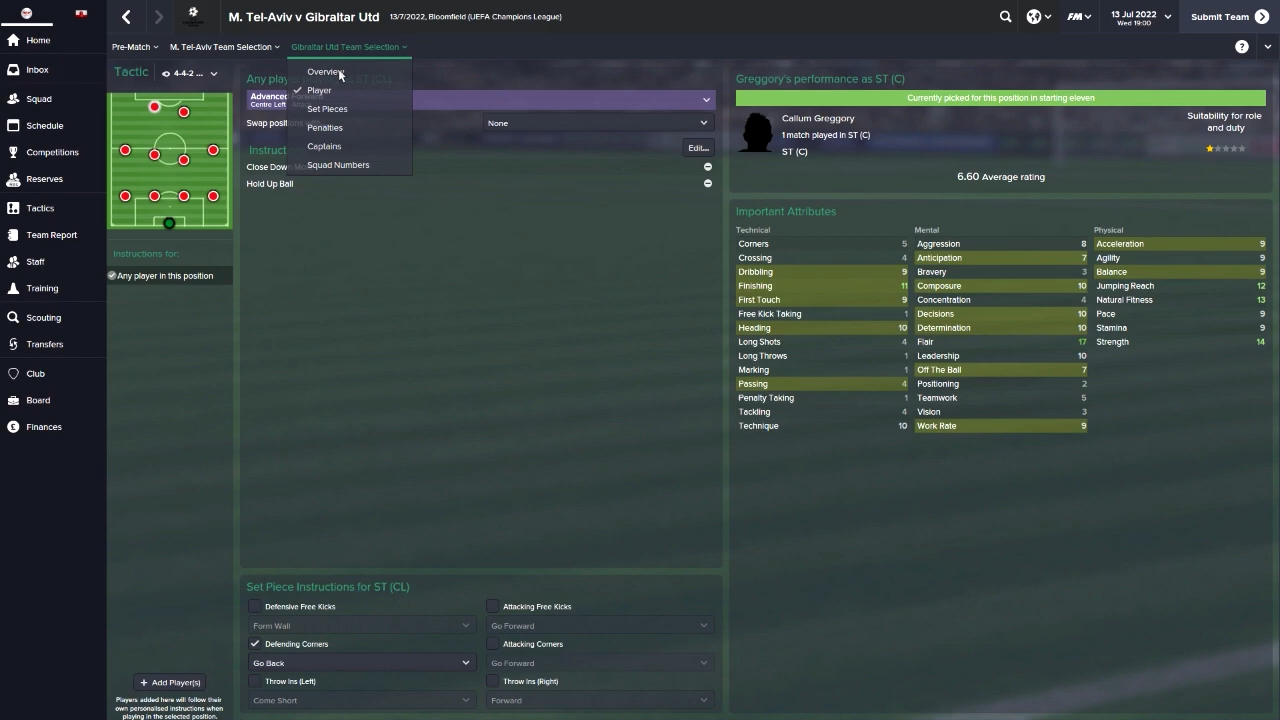 M. Tel-Aviv v Gibraltar Utd
13/7/2022, Bloomfield (UEFA Champions League)
FM
13 Jul 2022
Wed 19:00
Submit Team
Home
Inbox
Squad
Schedule
Competitions
Reserves
Tactics
Team Report
Staff
Training
Scouting
Transfers
Club
Board
Finances
Pre-Match
M. Tel-Aviv Team Selection
Gibraltar Utd Team Selection
?
Overview
Player
Set Pieces
Penalties
Captains
Squad Numbers
Tactic
4-4-2 ...
Instructions for:
Any player in this position
+ Add Player(s)
Players added here will follow their
own personalised instructions when
playing in the selected position.
Any play
ST (CL)
Advanced
Centre Left
Swap positions
None
Instruct
Edit...
Close Down
Hold Up Ball
Set Piece Instructions for ST (CL)
Defensive Free Kicks
Attacking Free Kicks
Form Wall
Go Forward
Defending Corners
Attacking Corners
Go Back
Go Forward
Throw Ins (Left)
Throw Ins (Right)
Come Short
Forward
Greggory's performance as ST (C)
Currently picked for this position in starting eleven
Callum Greggory
1 match played in ST (C)
ST (C)
Suitability for role
and duty
6.60 Average rating
Important Attributes
Technical Mental Physical
Corners 5 Aggression 8 Acceleration 9
Crossing 4 Anticipation 7 Agility 9
Dribbling 9 Bravery 3 Balance 9
Finishing 11 Composure 10 Jumping Reach 12
First Touch 9 Concentration 4 Natural Fitness 13
Free Kick Taking 1 Decisions 10 Pace 9
Heading 10 Determination 10 Stamina 9
Long Shots 4 Flair 17 Strength 14
Long Throws 1 Leadership 10
Marking 1 Off The Ball 7
Passing 4 Positioning 2
Penalty Taking 1 Teamwork 5
Tackling 4 Vision 3
Technique 10 Work Rate 9